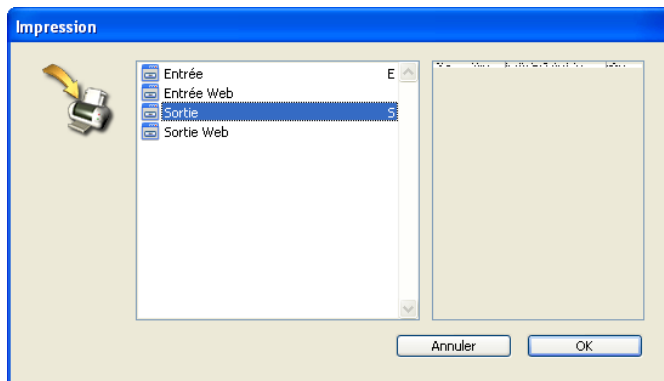 Impression
Entrée E
Entrée Web
Sortie S
Sortie Web
Annuler OK